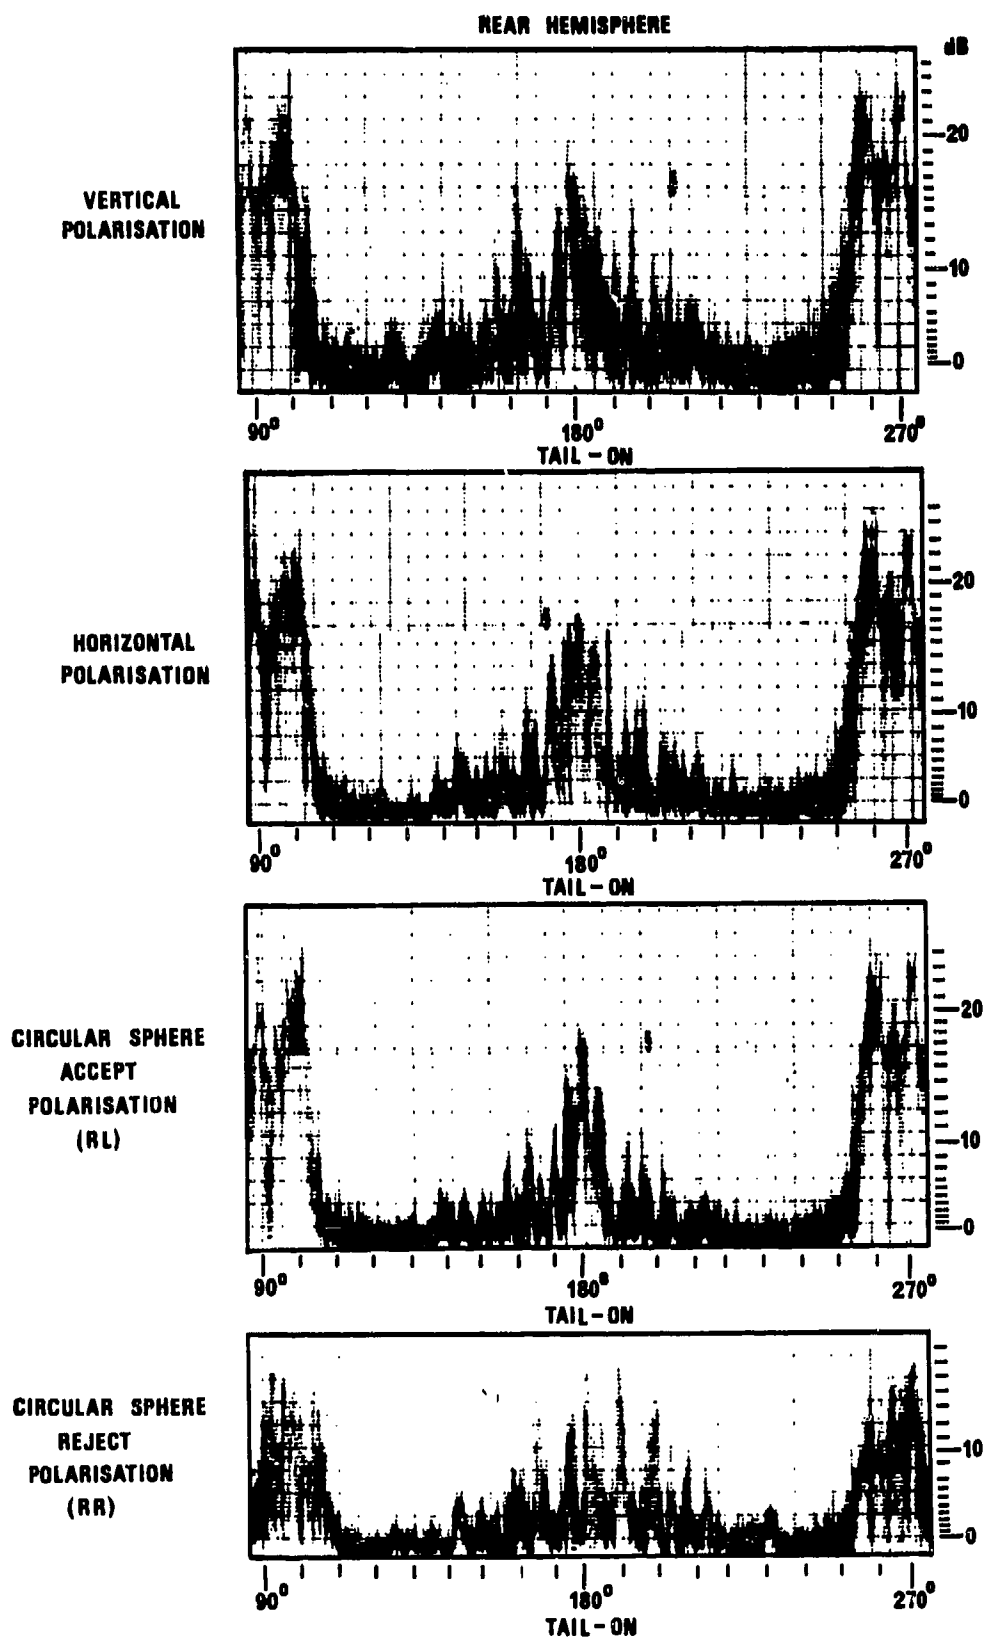 REAR HEMISPHERE
dB
VERTICAL
POLARISATION
20
10
0
90°
180°
270°
TAIL-ON
HORIZONTAL
POLARISATION
20
10
0
90°
180°
270°
TAIL-ON
CIRCULAR SPHERE
ACCEPT
POLARISATION
(RL)
20
10
0
90°
180°
270°
TAIL-ON
CIRCULAR SPHERE
REJECT
POLARISATION
(RR)
10
0
90°
180°
270°
TAIL-ON